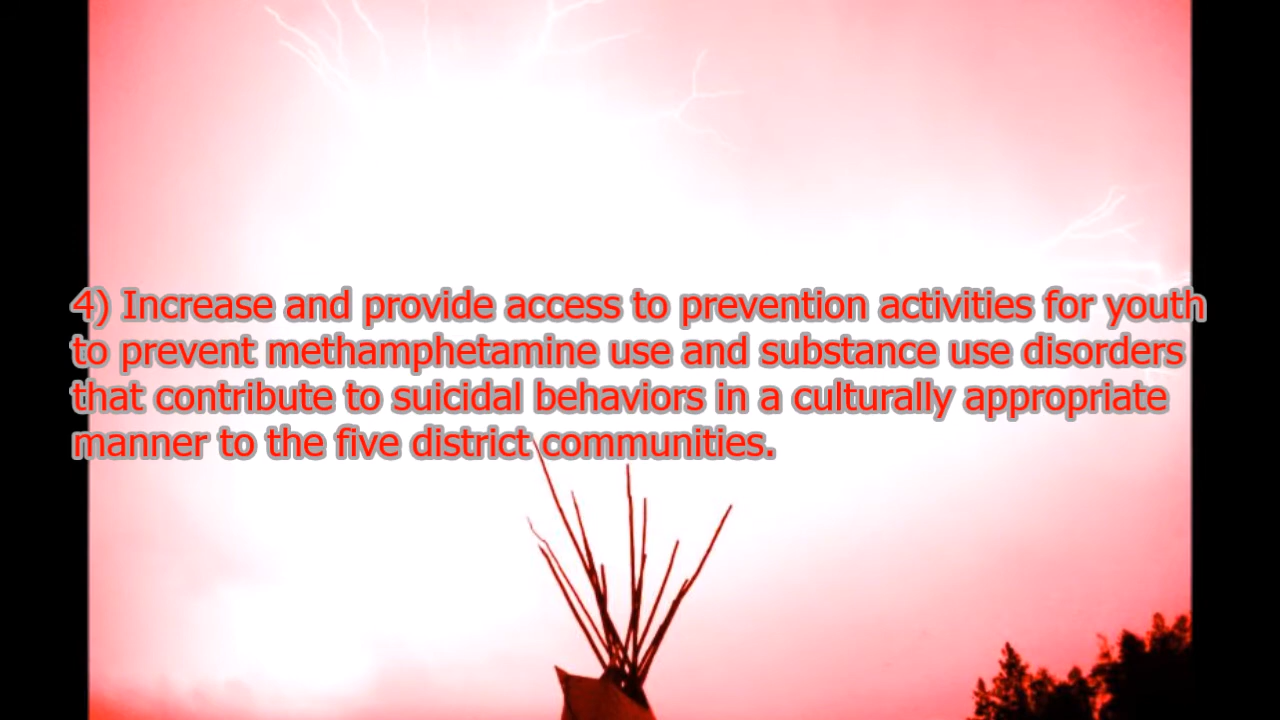 4) Increase and provide access to prevention activities for youth
to prevent methamphetamine use and substance use disorders
that contribute to suicidal behaviors in a culturally appropriate
manner to the five district communities.